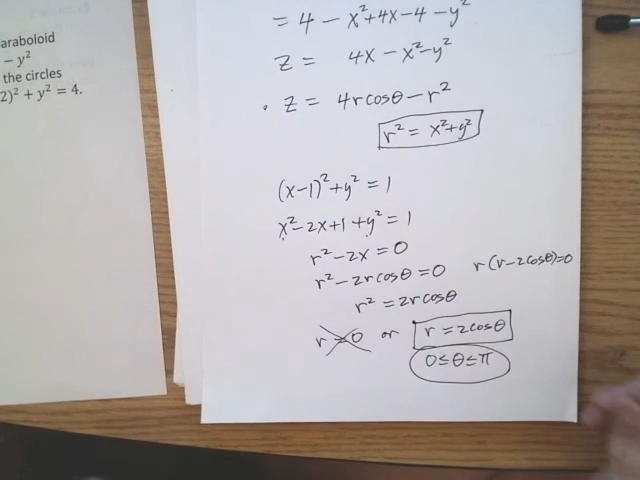 araboloid
− y²
the circles
2)² + y² = 4.
= 4 − x² + 4x − 4 − y²
z = 4x − x² − y²
z = 4r cosθ − r²
r² = x² + y²
(x−1)² + y² = 1
x² − 2x + 1 + y² = 1
r² − 2x = 0
r² − 2r cosθ = 0 r(r − 2cosθ) = 0
r² = 2r cosθ
r = 0 or r = 2cosθ
0 ≤ θ ≤ π